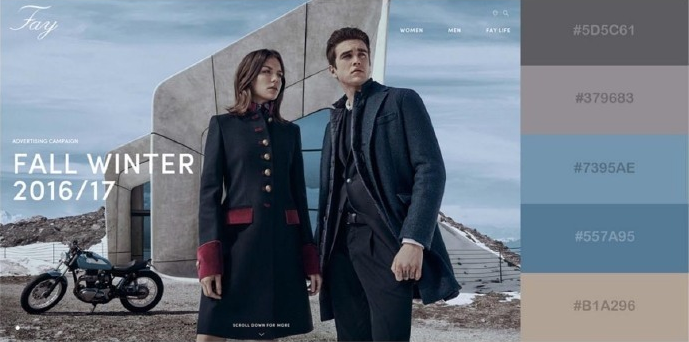 Fay
WOMEN MEN FAY LIFE
ADVERTISING CAMPAIGN
FALL WINTER
2016/17
SCROLL DOWN FOR MORE
#5D5C61
#379683
#7395AE
#557A95
#B1A296